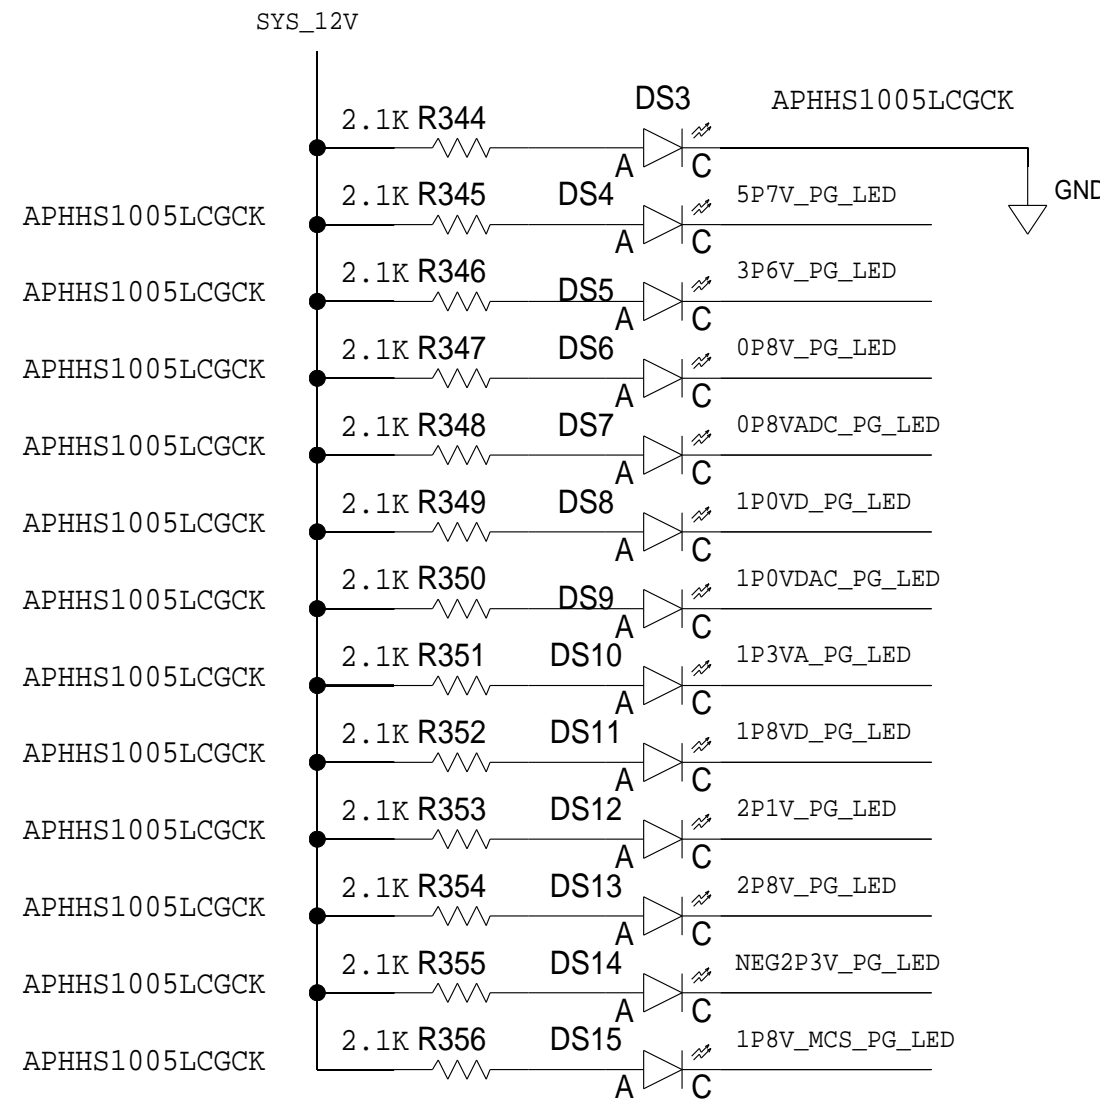 SYS_12V
DS3 APHHS1005LCGCK
2.1K R344
A C
GND
2.1K R345 DS4 5P7V_PG_LED
APHHS1005LCGCK
A C
2.1K R346 DS5 3P6V_PG_LED
APHHS1005LCGCK
A C
2.1K R347 DS6 0P8V_PG_LED
APHHS1005LCGCK
A C
2.1K R348 DS7 0P8VADC_PG_LED
APHHS1005LCGCK
A C
2.1K R349 DS8 1P0VD_PG_LED
APHHS1005LCGCK
A C
2.1K R350 DS9 1P0VDAC_PG_LED
APHHS1005LCGCK
A C
2.1K R351 DS10 1P3VA_PG_LED
APHHS1005LCGCK
A C
2.1K R352 DS11 1P8VD_PG_LED
APHHS1005LCGCK
A C
2.1K R353 DS12 2P1V_PG_LED
APHHS1005LCGCK
A C
2.1K R354 DS13 2P8V_PG_LED
APHHS1005LCGCK
A C
2.1K R355 DS14 NEG2P3V_PG_LED
APHHS1005LCGCK
A C
2.1K R356 DS15 1P8V_MCS_PG_LED
APHHS1005LCGCK
A C